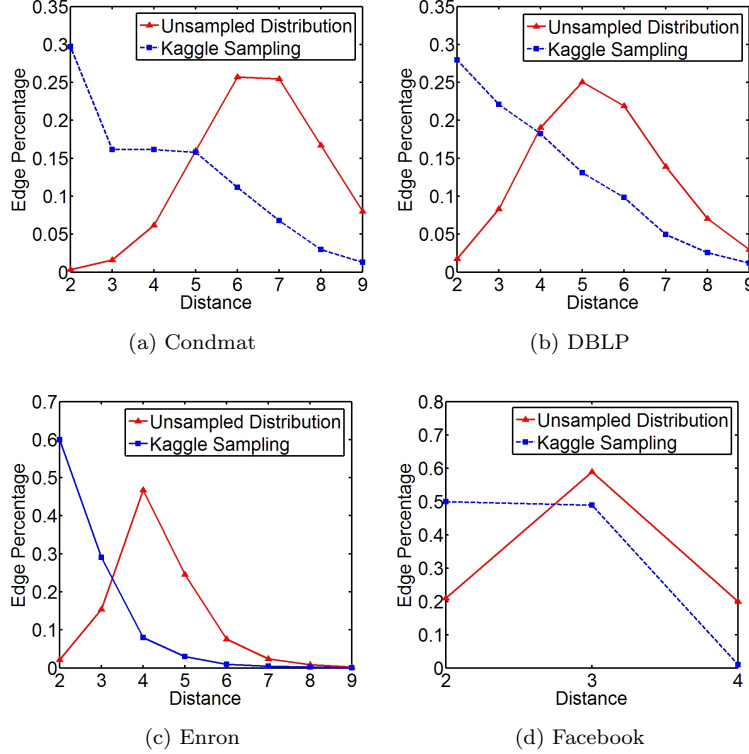 0.35
0.3
0.25
0.2
0.15
0.1
0.05
0
Edge Percentage
Unsampled Distribution
Kaggle Sampling
2 3 4 5 6 7 8 9
Distance
(a) Condmat
0.35
0.3
0.25
0.2
0.15
0.1
0.05
0
Edge Percentage
Unsampled Distribution
Kaggle Sampling
2 3 4 5 6 7 8 9
Distance
(b) DBLP
0.7
0.6
0.5
0.4
0.3
0.2
0.1
0
Edge Percentage
Unsampled Distribution
Kaggle Sampling
2 3 4 5 6 7 8 9
Distance
(c) Enron
0.8
0.7
0.6
0.5
0.4
0.3
0.2
0.1
0
Edge Percentage
Unsampled Distribution
Kaggle Sampling
2 3 4
Distance
(d) Facebook